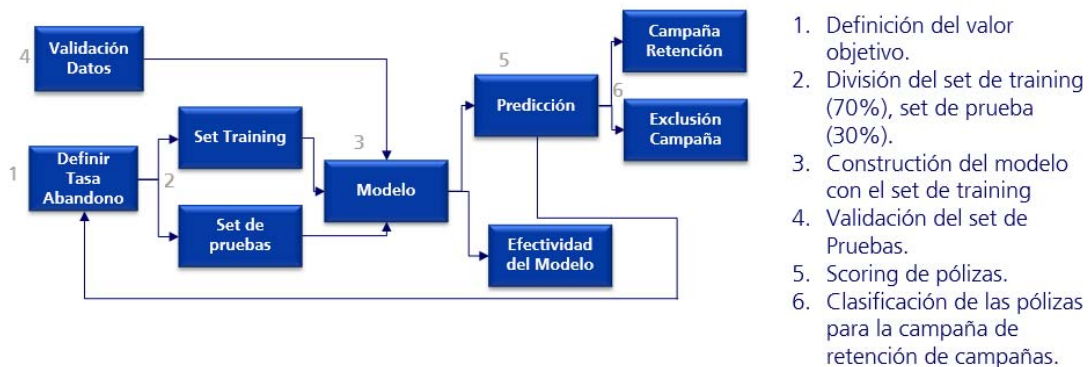 4
Validación
Datos
1
Definir
Tasa
Abandono
2
Set Training
Set de
pruebas
3
Modelo
5
Predicción
Efectividad
del Modelo
6
Campaña
Retención
Exclusión
Campaña
1. Definición del valor
objetivo.
2. División del set de training
(70%), set de prueba
(30%).
3. Constructión del modelo
con el set de training
4. Validación del set de
Pruebas.
5. Scoring de pólizas.
6. Clasificación de las pólizas
para la campaña de
retención de campañas.